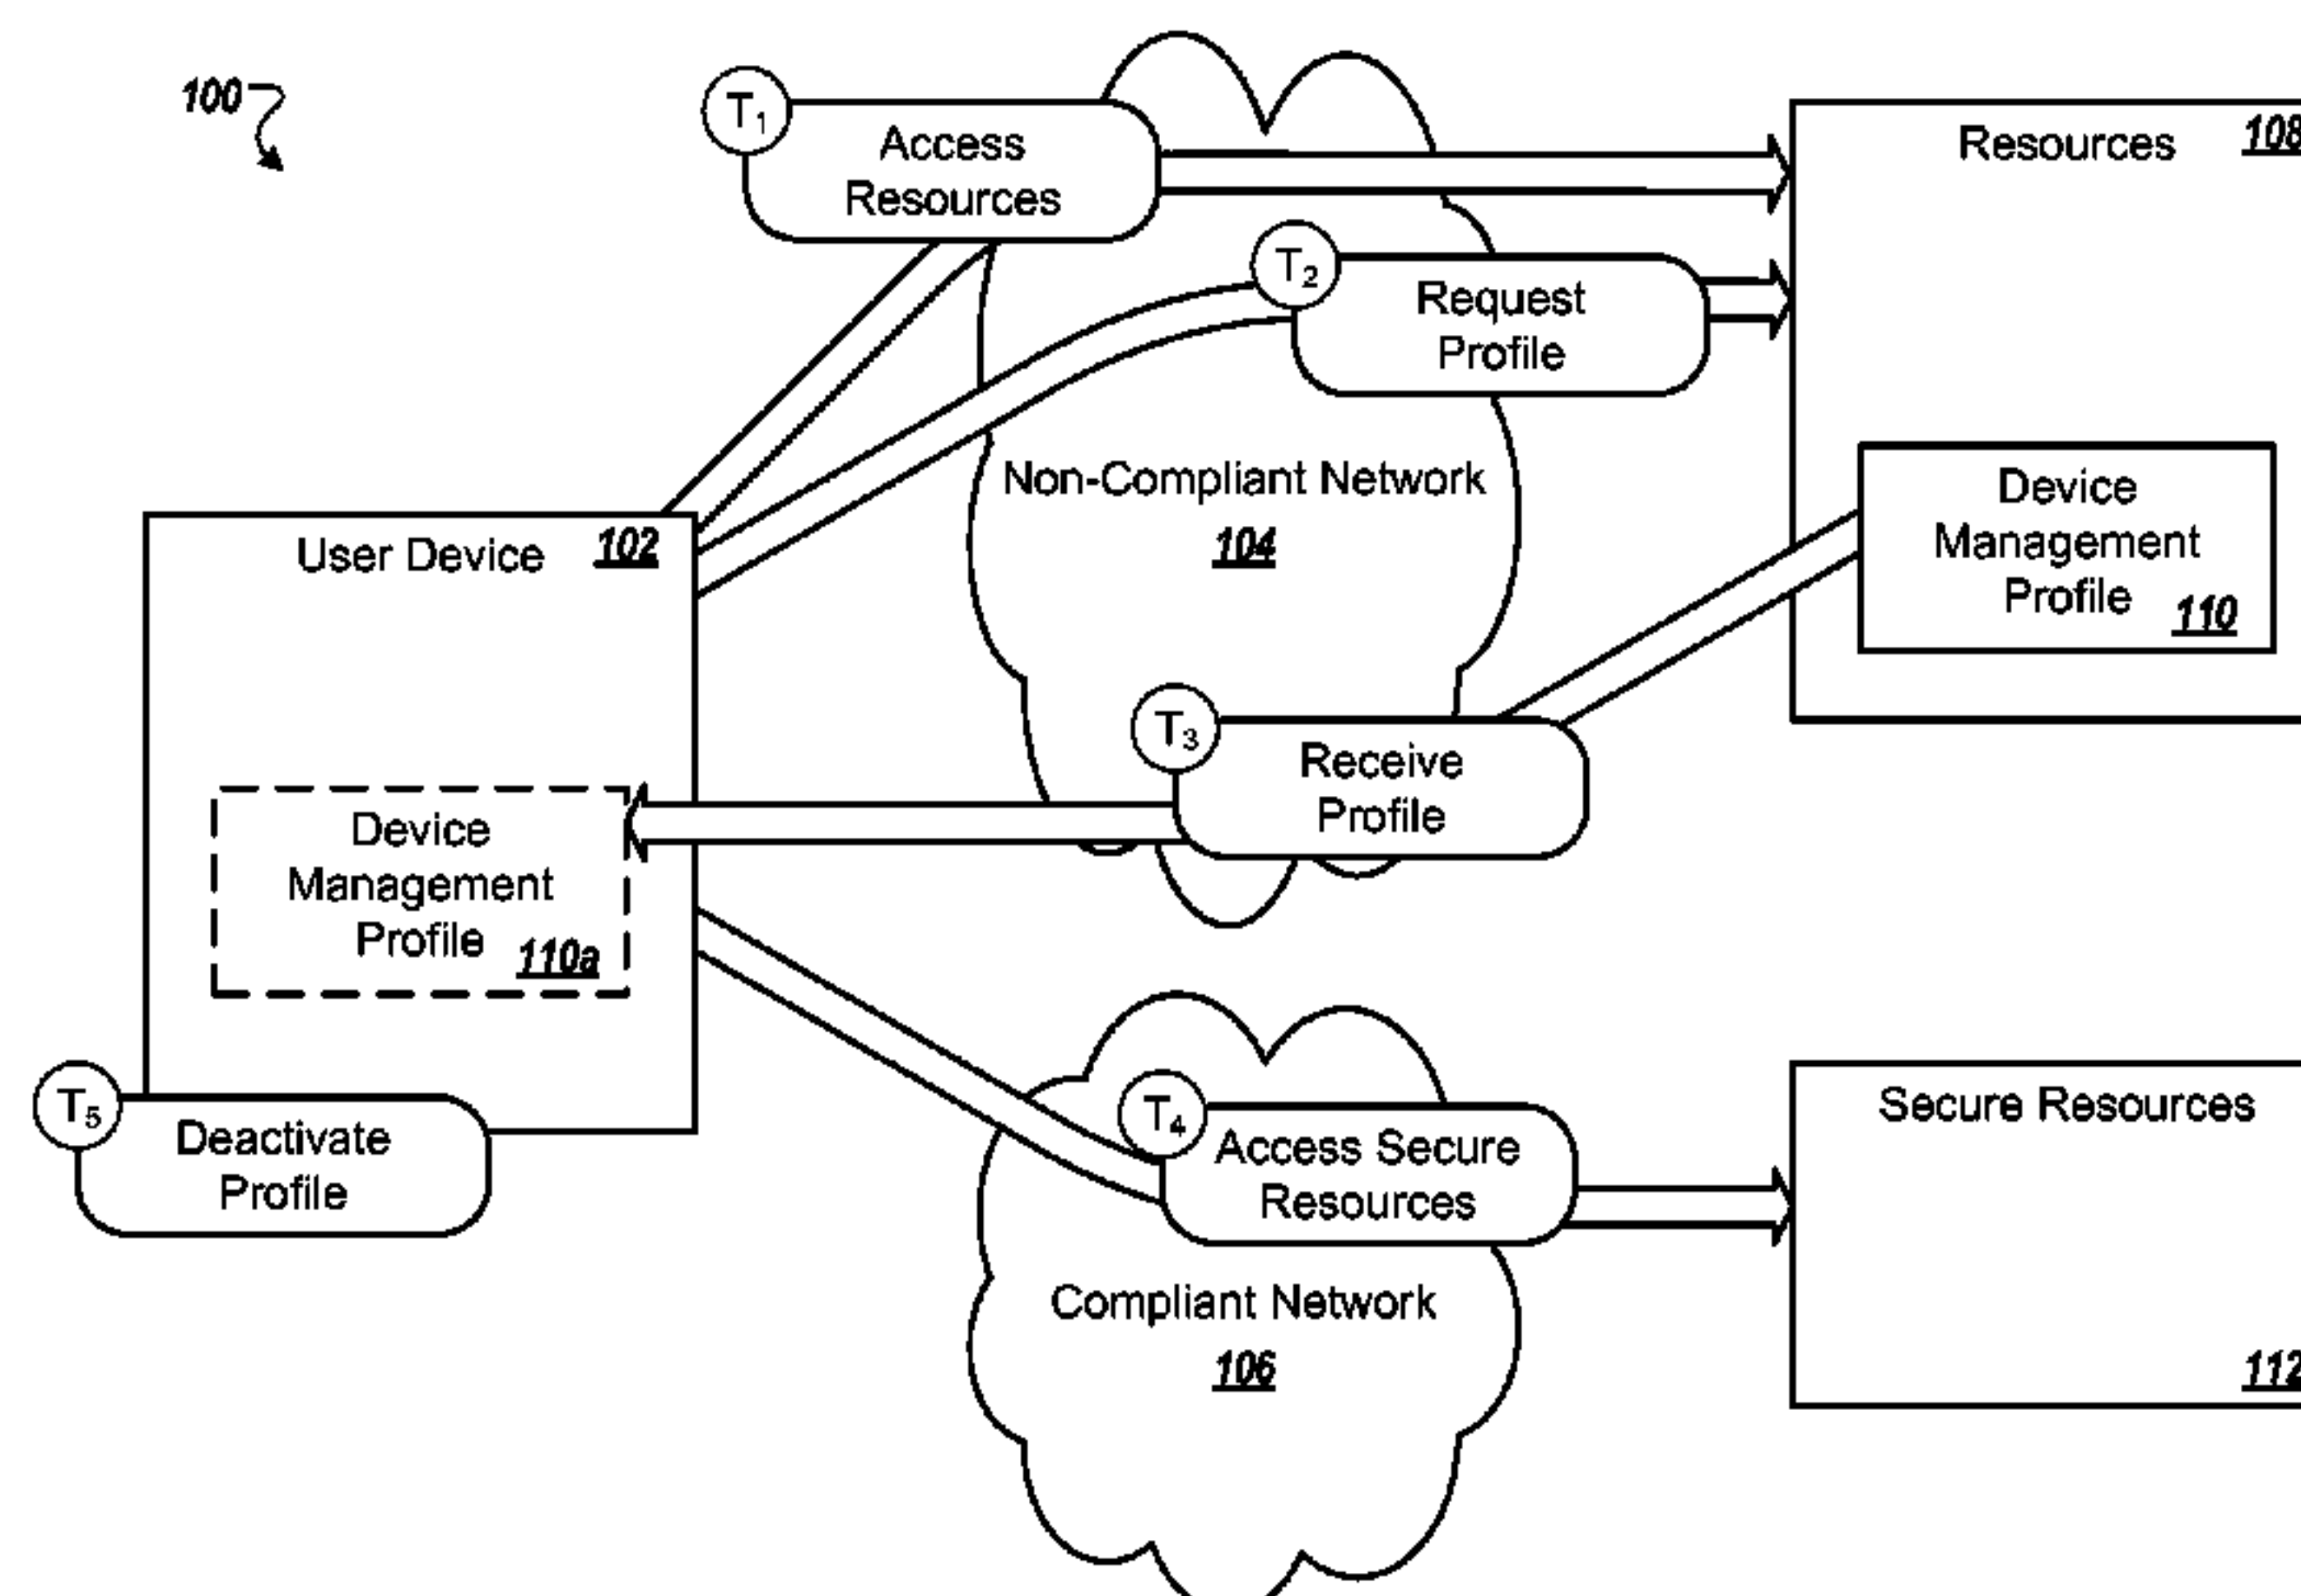 100
T1
Access
Resources
Resources 108
T2
Request
Profile
Non-Compliant Network
104
Device
Management
Profile 110
User Device 102
T3
Receive
Profile
Device
Management
Profile 110a
T5
Deactivate
Profile
T4
Access Secure
Resources
Secure Resources
112
Compliant Network
106